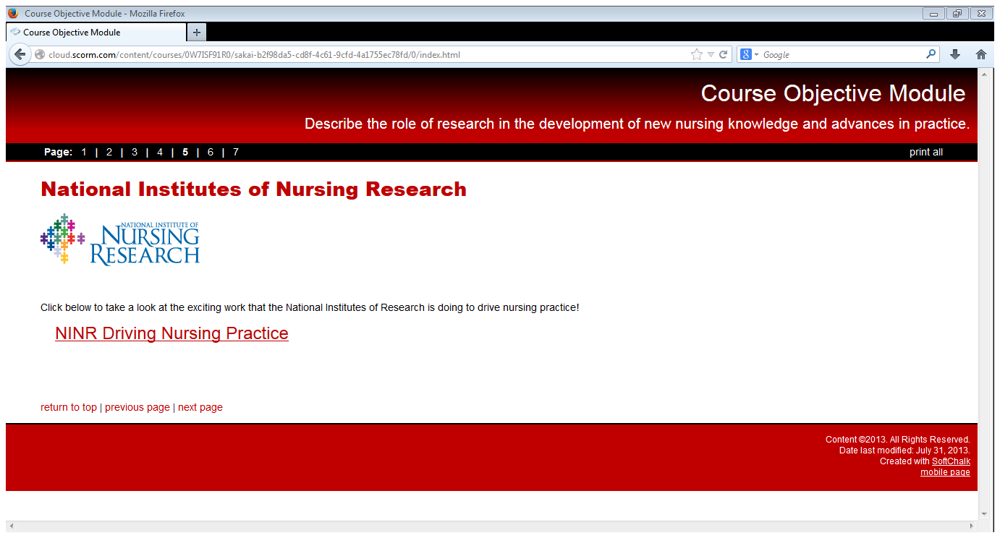 Course Objective Module - Mozilla Firefox
Course Objective Module
cloud.scorm.com/content/courses/0W7ISF91R0/sakai-b2f98da5-cd8f-4c61-9cfd-4a1755ec78fd/0/index.html
8 Google
Course Objective Module
Describe the role of research in the development of new nursing knowledge and advances in practice.
Page: 1 | 2 | 3 | 4 | 5 | 6 | 7 print all
National Institutes of Nursing Research
NATIONAL INSTITUTE OF
NURSING
RESEARCH
Click below to take a look at the exciting work that the National Institutes of Research is doing to drive nursing practice!
NINR Driving Nursing Practice
return to top | previous page | next page
Content ©2013. All Rights Reserved.
Date last modified: July 31, 2013.
Created with SoftChalk
mobile page